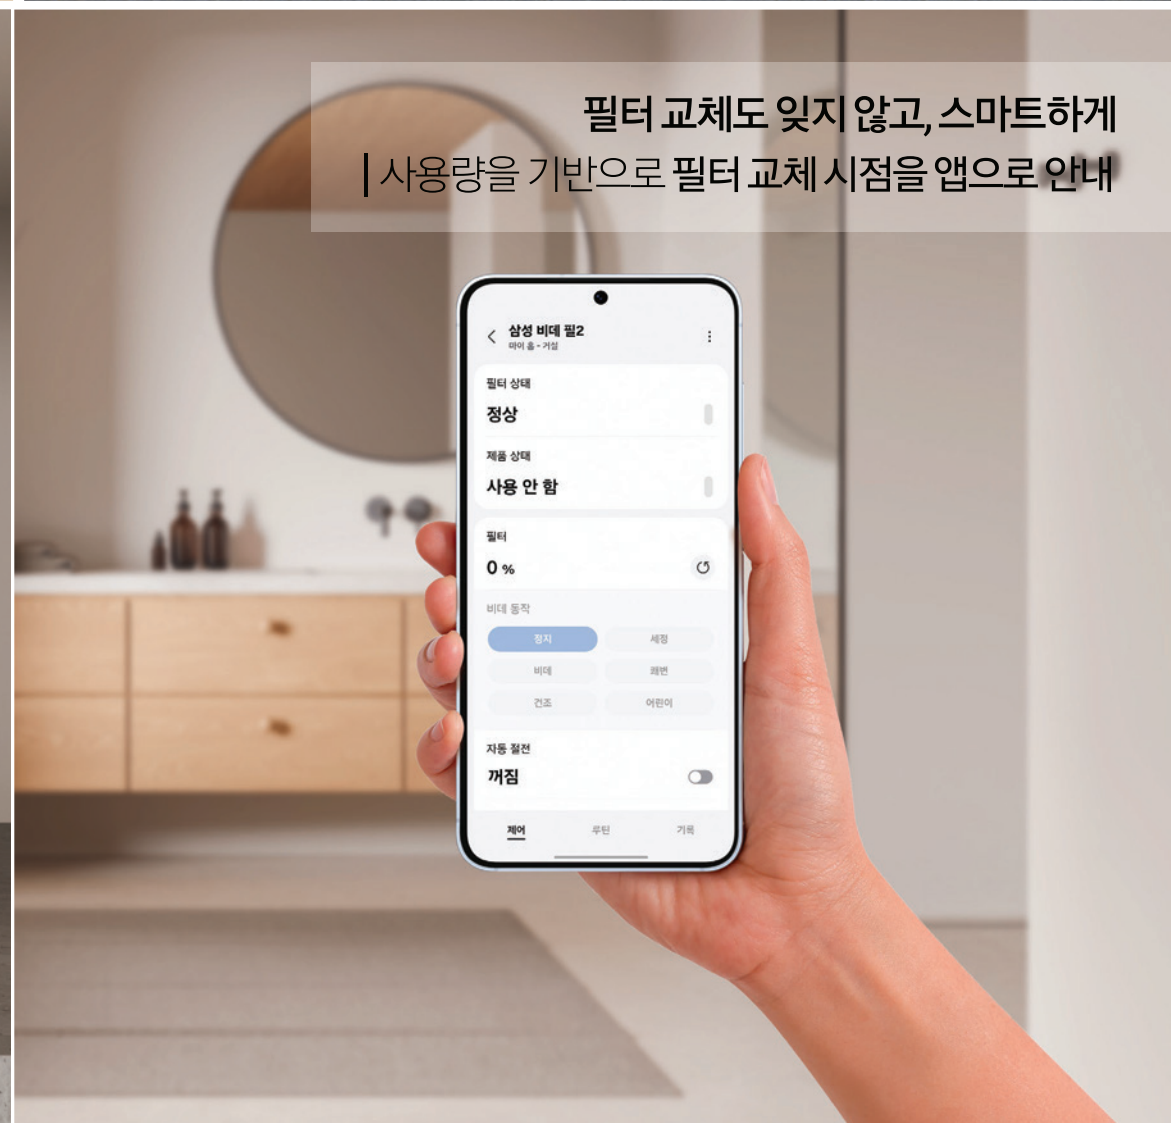 필터 교체도 잊지 않고, 스마트하게
사용량을 기반으로 필터 교체 시점을 앱으로 안내
삼성 비데 필2
마이 홈 - 거실
필터 상태
정상
제품 상태
사용 안 함
필터
0 %
비데 동작
정지 세정
비데 쾌변
건조 어린이
자동 절전
꺼짐
제어 루틴 기록